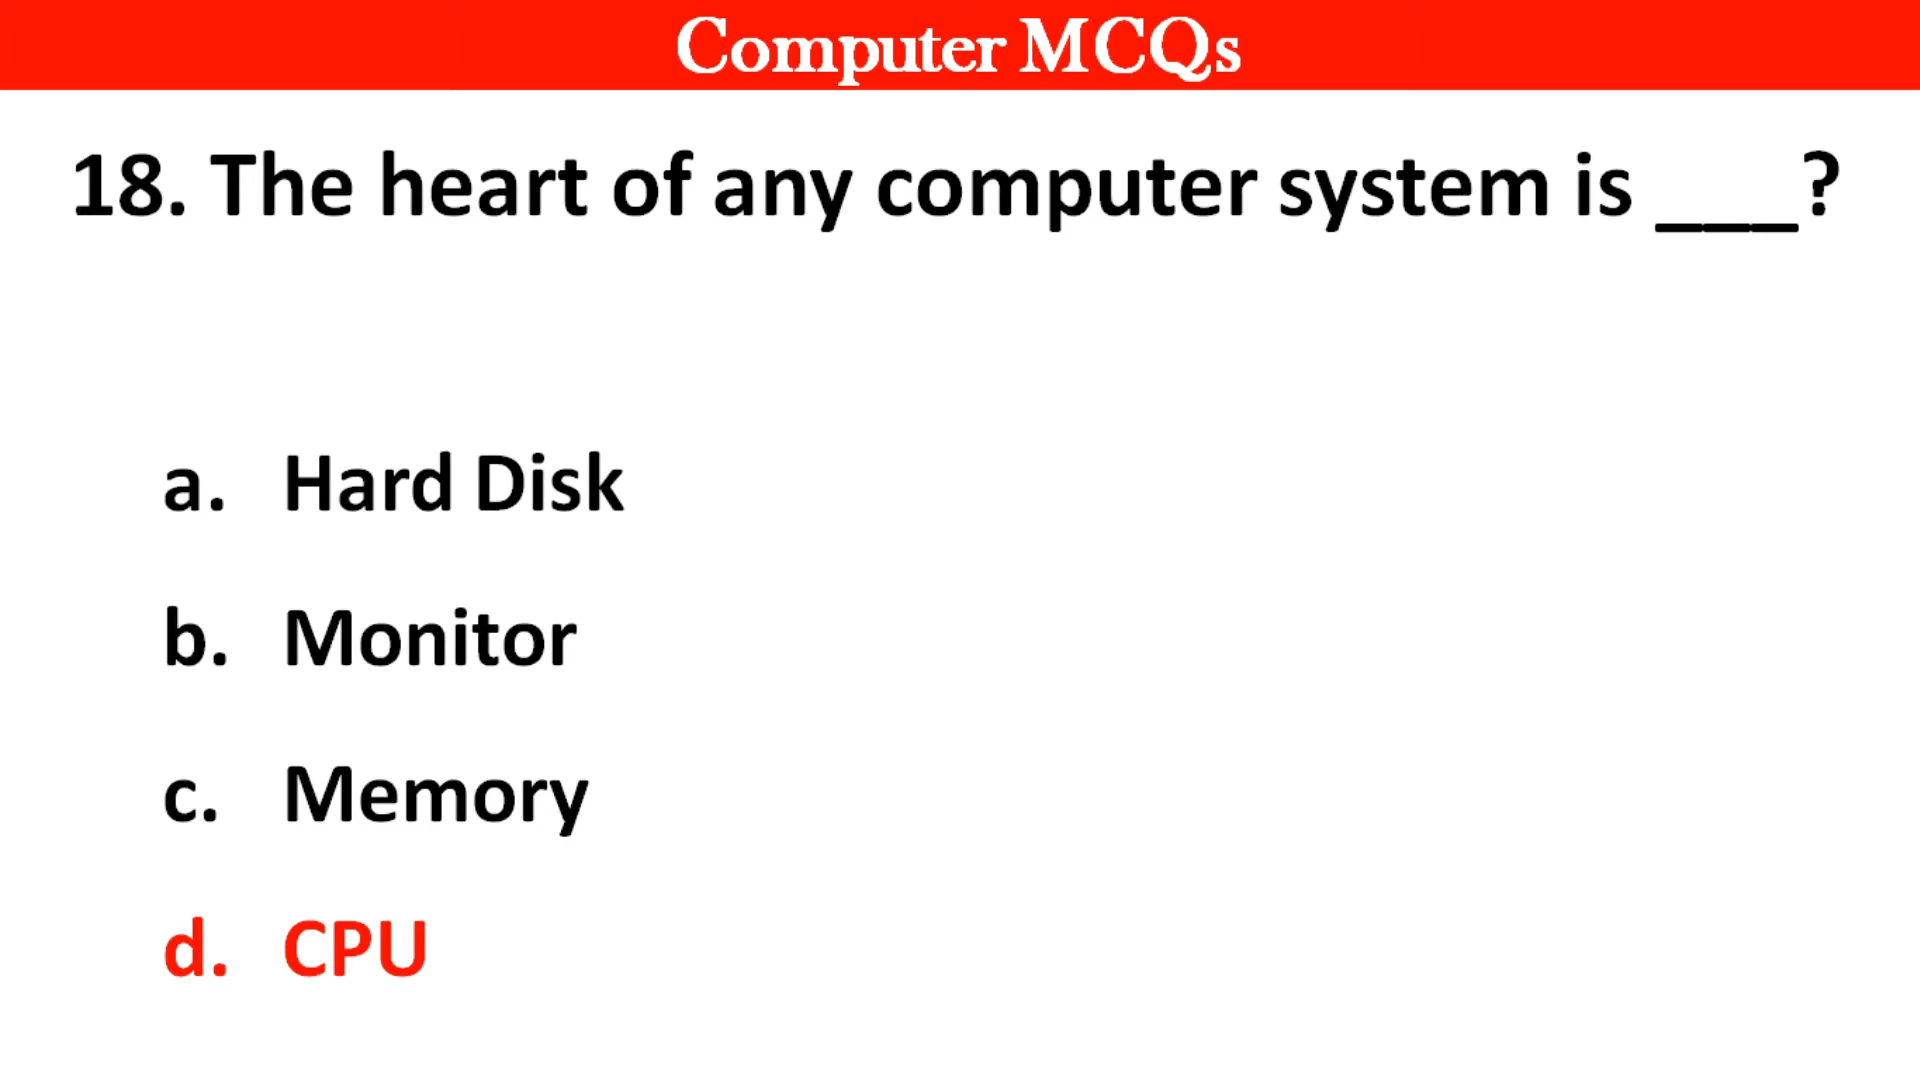 Computer MCQs
18. The heart of any computer system is ___?
a. Hard Disk
b. Monitor
c. Memory
d. CPU